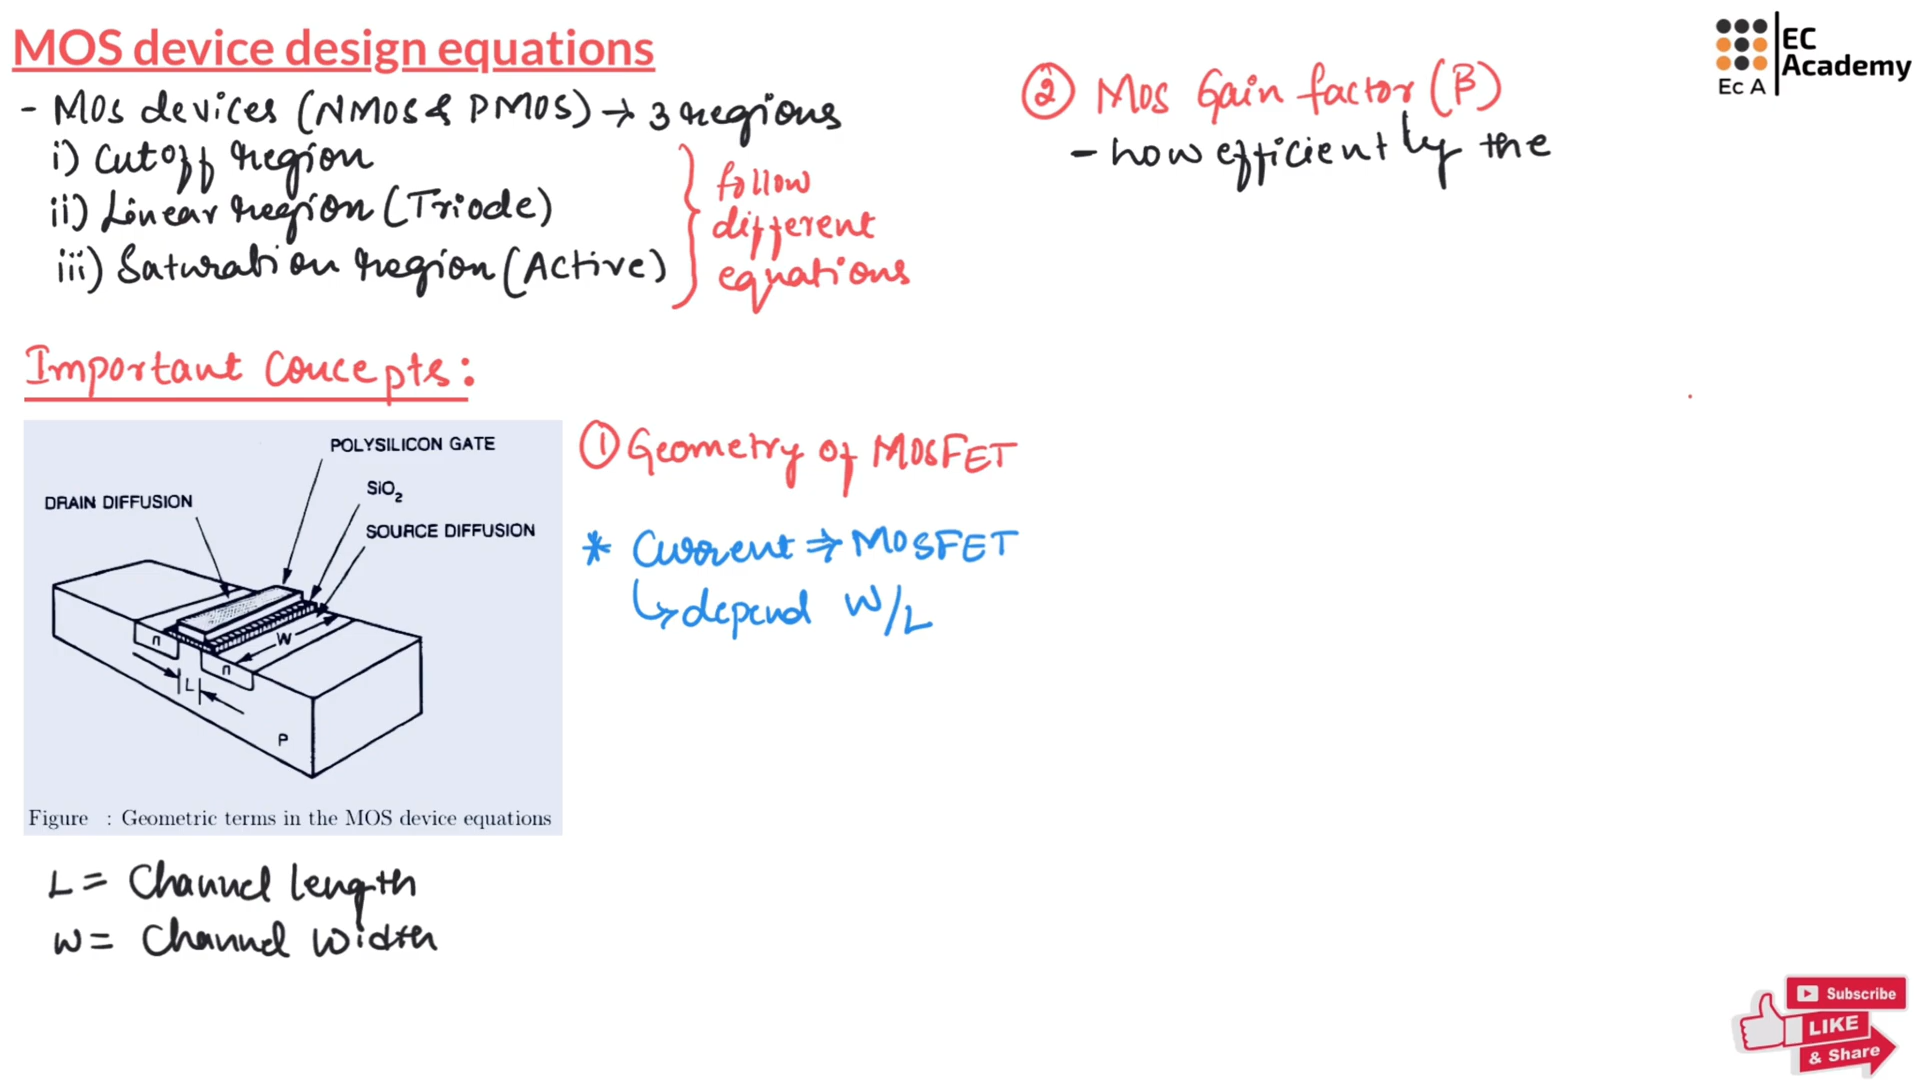 MOS device design equations
- MOS devices (NMOS & PMOS) → 3 regions
i) Cutoff region
ii) Linear region (Triode)
iii) Saturation region (Active)
follow
different
equations
Important Concepts:
POLYSILICON GATE
SiO2
DRAIN DIFFUSION
SOURCE DIFFUSION
W
n
n
L
P
Figure : Geometric terms in the MOS device equations
L = Channel length
W = Channel width
① Geometry of MOSFET
* Current ⇒ MOSFET
↳ depend W/L
② MOS Gain factor (β)
- how efficiently the
EC
Academy
Ec A
Subscribe
LIKE
& Share